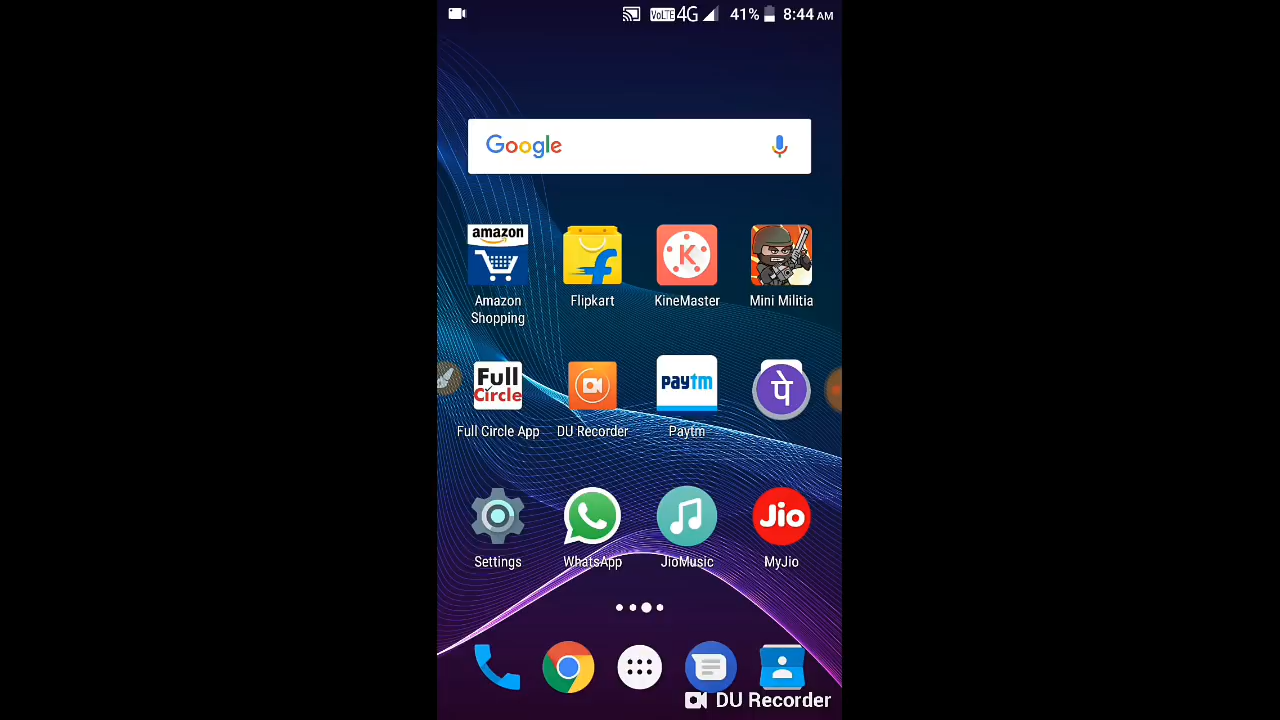 VoLTE 4G 41% 8:44 AM
Google
amazon
Amazon Shopping
Flipkart
K
KineMaster
Mini Militia
Full Circle
Full Circle App
DU Recorder
paytm
Paytm
पे
Settings
WhatsApp
JioMusic
Jio
MyJio
DU Recorder